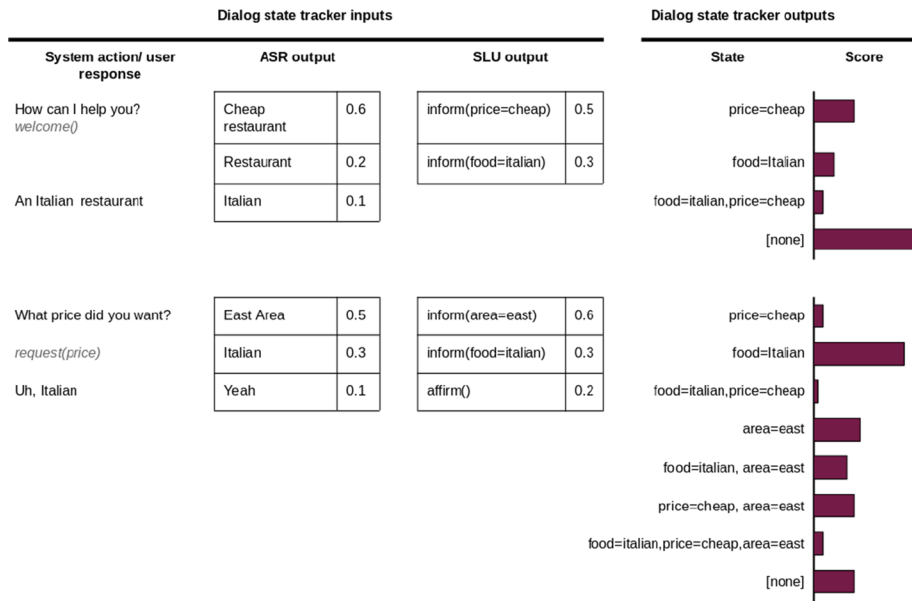 Dialog state tracker inputs
Dialog state tracker outputs
System action/ user
response
ASR output
SLU output
State
Score
How can I help you?
welcome()
Cheap
restaurant
0.6
inform(price=cheap)
0.5
price=cheap
Restaurant
0.2
inform(food=italian)
0.3
food=Italian
An Italian restaurant
Italian
0.1
food=italian,price=cheap
[none]
What price did you want?
East Area
0.5
inform(area=east)
0.6
price=cheap
request(price)
Italian
0.3
inform(food=italian)
0.3
food=Italian
Uh, Italian
Yeah
0.1
affirm()
0.2
food=italian,price=cheap
area=east
food=italian, area=east
price=cheap, area=east
food=italian,price=cheap,area=east
[none]